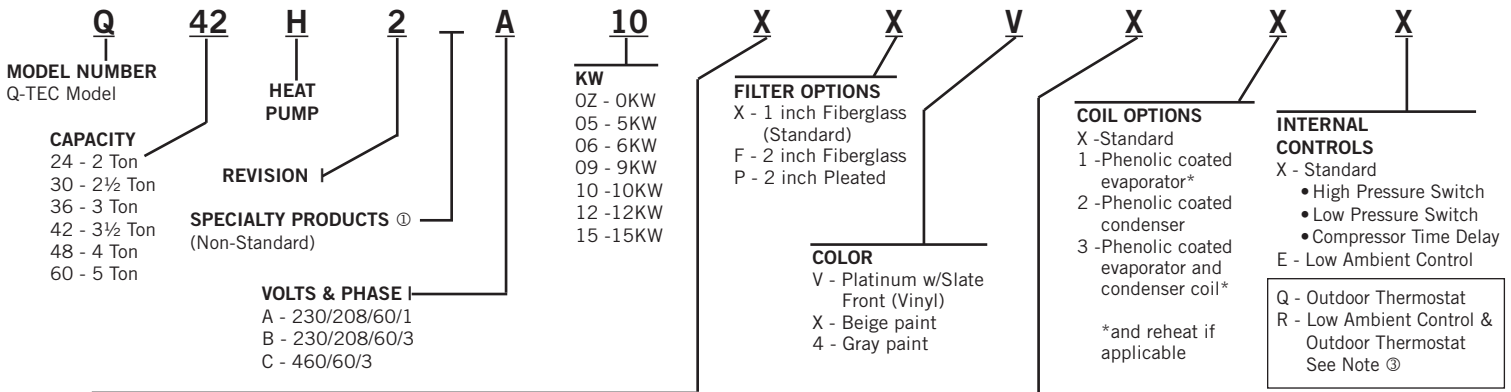 Q 42 H 2 A 10 X X V X X X
MODEL NUMBER
Q-TEC Model
CAPACITY
24 - 2 Ton
30 - 2½ Ton
36 - 3 Ton
42 - 3½ Ton
48 - 4 Ton
60 - 5 Ton
HEAT
PUMP
REVISION
SPECIALTY PRODUCTS ①
(Non-Standard)
VOLTS & PHASE
A - 230/208/60/1
B - 230/208/60/3
C - 460/60/3
KW
0Z - 0KW
05 - 5KW
06 - 6KW
09 - 9KW
10 -10KW
12 -12KW
15 -15KW
FILTER OPTIONS
X - 1 inch Fiberglass
(Standard)
F - 2 inch Fiberglass
P - 2 inch Pleated
COLOR
V - Platinum w/Slate
Front (Vinyl)
X - Beige paint
4 - Gray paint
COIL OPTIONS
X -Standard
1 -Phenolic coated
evaporator*
2 -Phenolic coated
condenser
3 -Phenolic coated
evaporator and
condenser coil*
*and reheat if
applicable
INTERNAL
CONTROLS
X - Standard
• High Pressure Switch
• Low Pressure Switch
• Compressor Time Delay
E - Low Ambient Control
Q - Outdoor Thermostat
R - Low Ambient Control &
Outdoor Thermostat
See Note ③